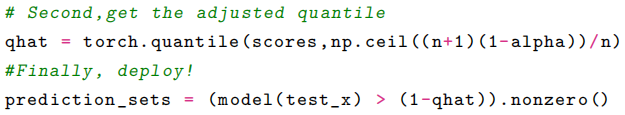 # Second,get the adjusted quantile
qhat = torch.quantile(scores,np.ceil((n+1)(1-alpha))/n)
#Finally, deploy!
prediction_sets = (model(test_x) > (1-qhat)).nonzero()